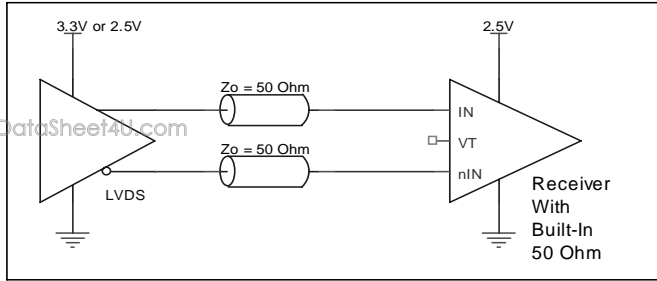 3.3V or 2.5V
2.5V
Zo = 50 Ohm
IN
DataSheet4U.com
VT
Zo = 50 Ohm
nIN
LVDS
Receiver
With
Built-In
50 Ohm